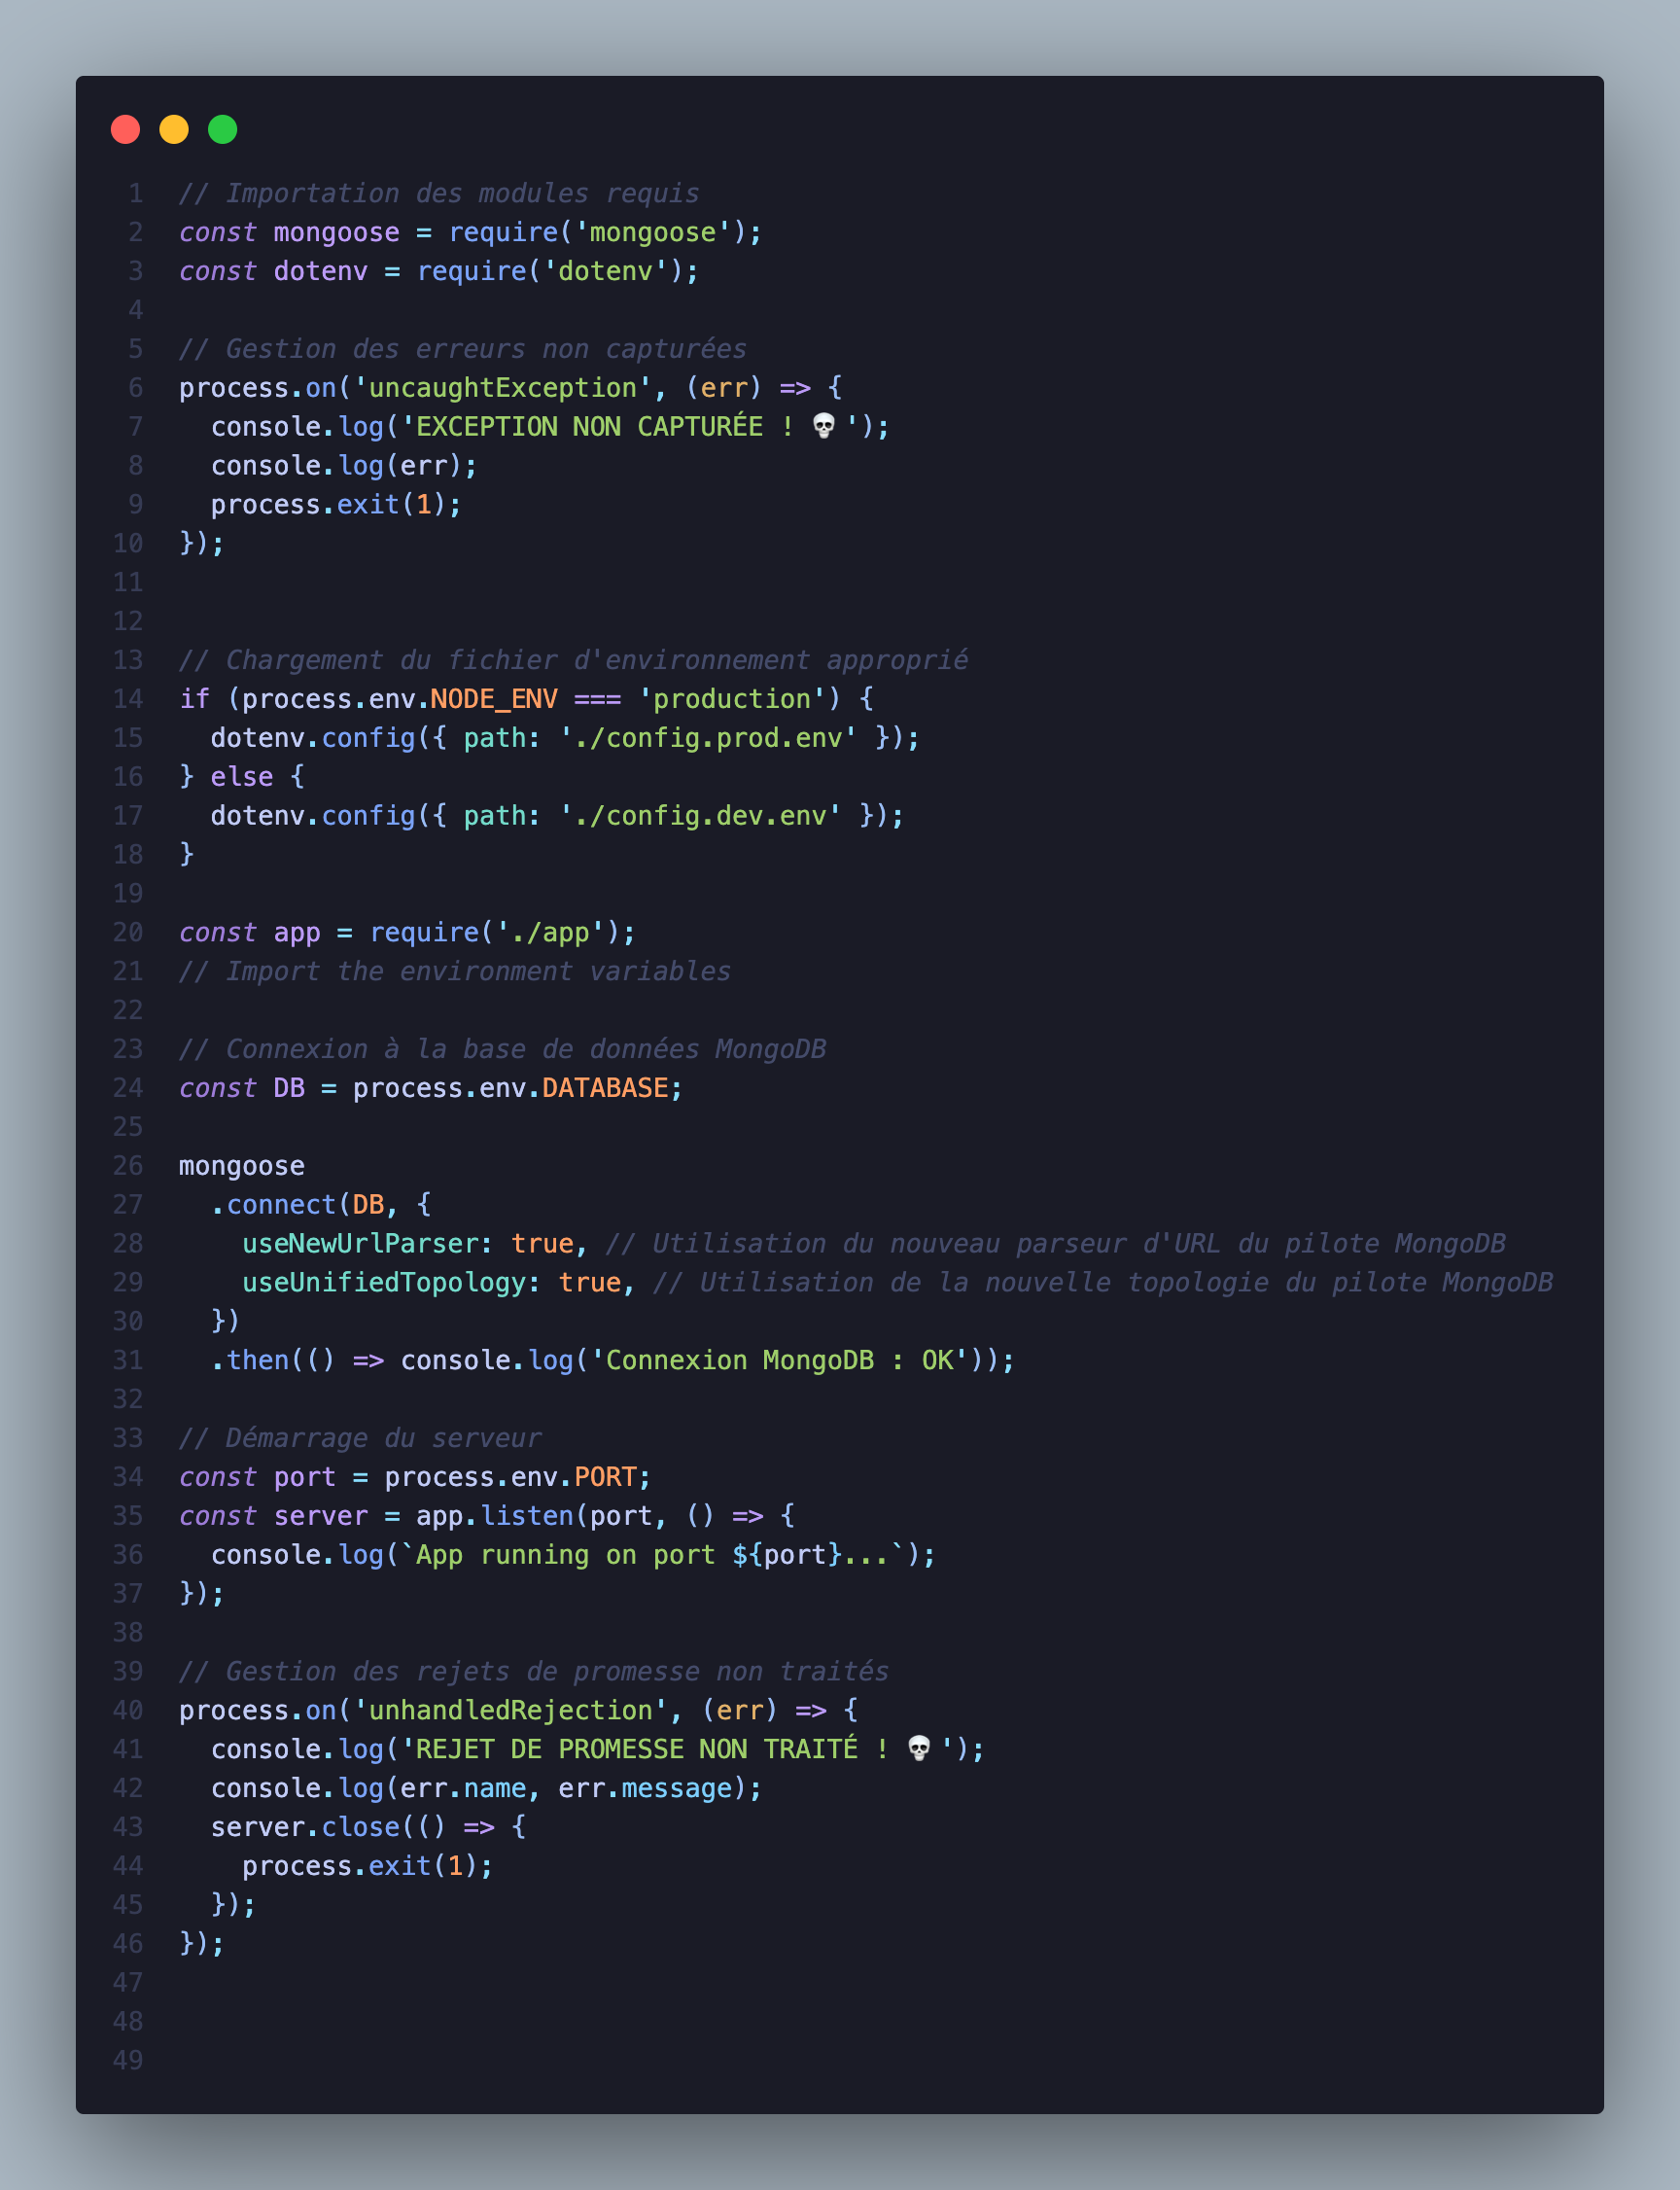 1 // Importation des modules requis
2 const mongoose = require('mongoose');
3 const dotenv = require('dotenv');
4
5 // Gestion des erreurs non capturées
6 process.on('uncaughtException', (err) => {
7   console.log('EXCEPTION NON CAPTURÉE ! 💀 ');
8   console.log(err);
9   process.exit(1);
10 });
11
12
13 // Chargement du fichier d'environnement approprié
14 if (process.env.NODE_ENV === 'production') {
15   dotenv.config({ path: './config.prod.env' });
16 } else {
17   dotenv.config({ path: './config.dev.env' });
18 }
19
20 const app = require('./app');
21 // Import the environment variables
22
23 // Connexion à la base de données MongoDB
24 const DB = process.env.DATABASE;
25
26 mongoose
27   .connect(DB, {
28     useNewUrlParser: true, // Utilisation du nouveau parseur d'URL du pilote MongoDB
29     useUnifiedTopology: true, // Utilisation de la nouvelle topologie du pilote MongoDB
30   })
31   .then(() => console.log('Connexion MongoDB : OK'));
32
33 // Démarrage du serveur
34 const port = process.env.PORT;
35 const server = app.listen(port, () => {
36   console.log(`App running on port ${port}...`);
37 });
38
39 // Gestion des rejets de promesse non traités
40 process.on('unhandledRejection', (err) => {
41   console.log('REJET DE PROMESSE NON TRAITÉ ! 💀 ');
42   console.log(err.name, err.message);
43   server.close(() => {
44     process.exit(1);
45   });
46 });
47
48
49